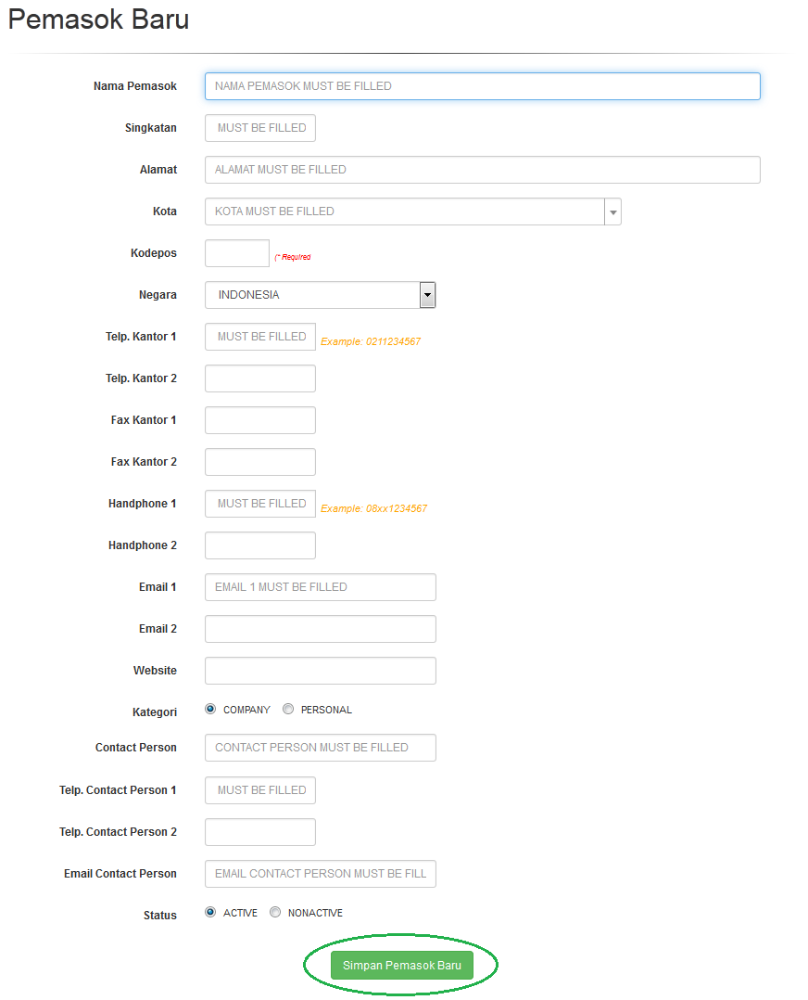 Pemasok Baru
Nama Pemasok NAMA PEMASOK MUST BE FILLED
Singkatan MUST BE FILLED
Alamat ALAMAT MUST BE FILLED
Kota KOTA MUST BE FILLED
Kodepos (* Required
Negara INDONESIA
Telp. Kantor 1 MUST BE FILLED Example: 0211234567
Telp. Kantor 2
Fax Kantor 1
Fax Kantor 2
Handphone 1 MUST BE FILLED Example: 08xx1234567
Handphone 2
Email 1 EMAIL 1 MUST BE FILLED
Email 2
Website
Kategori COMPANY PERSONAL
Contact Person CONTACT PERSON MUST BE FILLED
Telp. Contact Person 1 MUST BE FILLED
Telp. Contact Person 2
Email Contact Person EMAIL CONTACT PERSON MUST BE FILL
Status ACTIVE NONACTIVE
Simpan Pemasok Baru